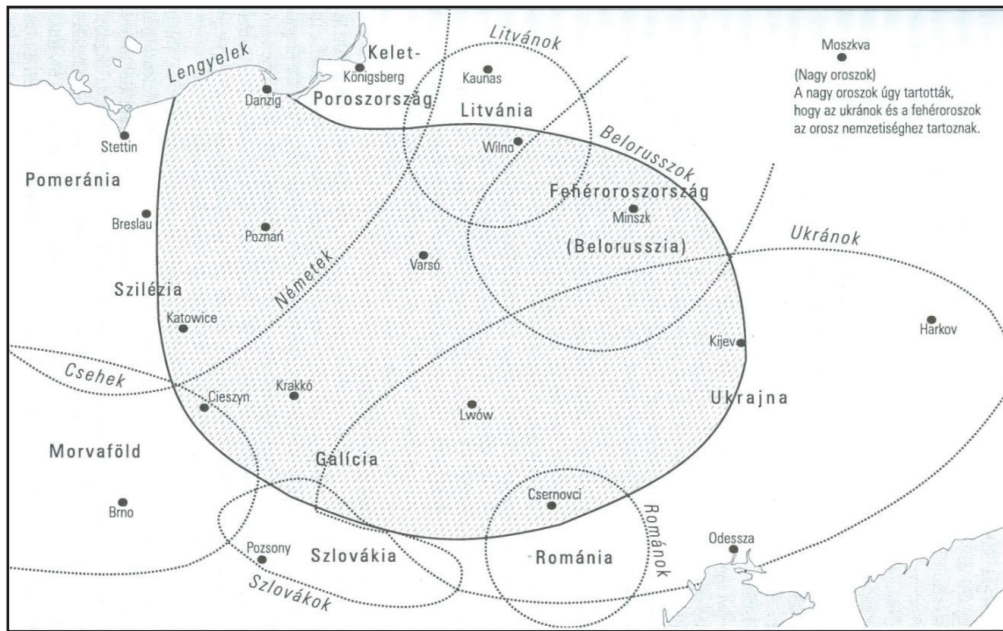 Lengyelek
Danzig
Kelet-
Königsberg
Poroszország
Litvánok
Kaunas
Litvánia
Wilno
Moszkva
(Nagy oroszok)
A nagy oroszok úgy tartották,
hogy az ukránok és a fehéroroszok
az orosz nemzetiséghez tartoznak.
Stettin
Pomeránia
Breslau
Poznań
Németek
Varsó
Belorusszok
Fehéroroszország
Minszk
(Belorusszia)
Ukránok
Szilézia
Katowice
Kijev
Harkov
Csehek
Cieszyn
Krakkó
Lwów
Ukrajna
Morvaföld
Galícia
Brno
Csernovci
Pozsony
Szlovákia
Szlovákok
Románia
Románok
Odessza